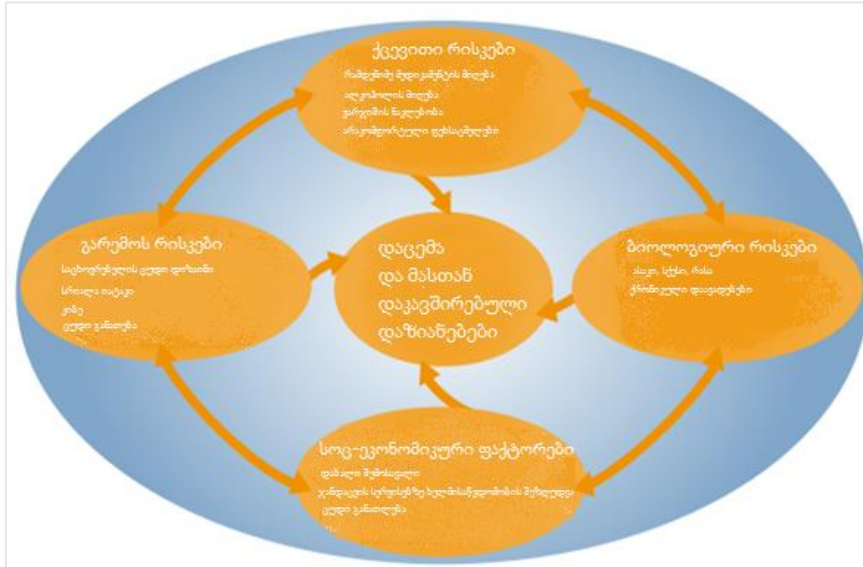 ქცევითი რისკები
რამდენიმე მედიკამენტის მიღება
ალკოჰოლის მიღება
ვარჯიშის ნაკლებობა
არაკომფორტული ფეხსაცმელები
გარემოს რისკები
საცხოვრებელის ცუდი დიზაინი
სრიალა იატაკი
კიბე
ცუდი განათება
დაცემა
და მასთან
დაკავშირებული
დაზიანებები
ბიოლოგიური რისკები
ასაკი, სქესი, რასა
ქრონიკული დაავადებები
სოც-ეკონომიკური ფაქტორები
დაბალი შემოსავალი
ჯანდაცვის სერვისებზე ხელმისაწვდომობის შეზღუდვა
ცუდი განათლება